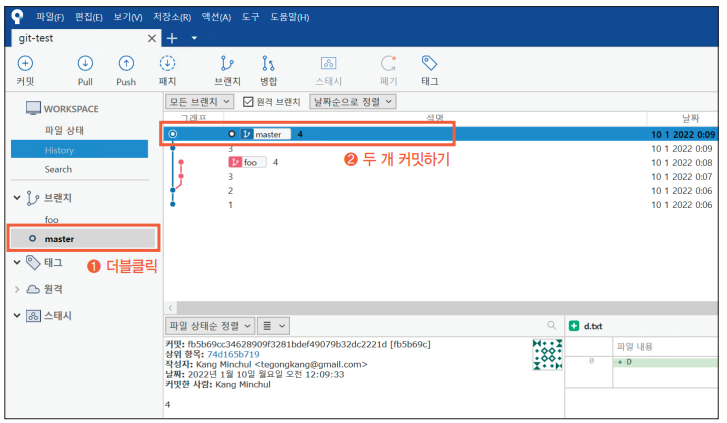 파일(F) 편집(E) 보기(V) 저장소(R) 액션(A) 도구 도움말(H)
git-test
커밋 Pull Push 패치 브랜치 병합 스태시 폐기 태그
WORKSPACE
파일 상태
History
Search
브랜치
foo
master
❶ 더블클릭
태그
원격
스태시
모든 브랜치 원격 브랜치 날짜순으로 정렬
그래프 설명 날짜
master 4 10 1 2022 0:09
3 10 1 2022 0:09
foo 4 10 1 2022 0:08
3 10 1 2022 0:07
2 10 1 2022 0:06
1 10 1 2022 0:06
❷ 두 개 커밋하기
파일 상태순 정렬
커밋: fb5b69cc34628909f3281bdef49079b32dc2221d [fb5b69c]
상위 항목: 74d165b719
작성자: Kang Minchul <tegongkang@gmail.com>
날짜: 2022년 1월 10일 월요일 오전 12:09:33
커밋한 사람: Kang Minchul
4
d.txt
파일 내용
0 + D